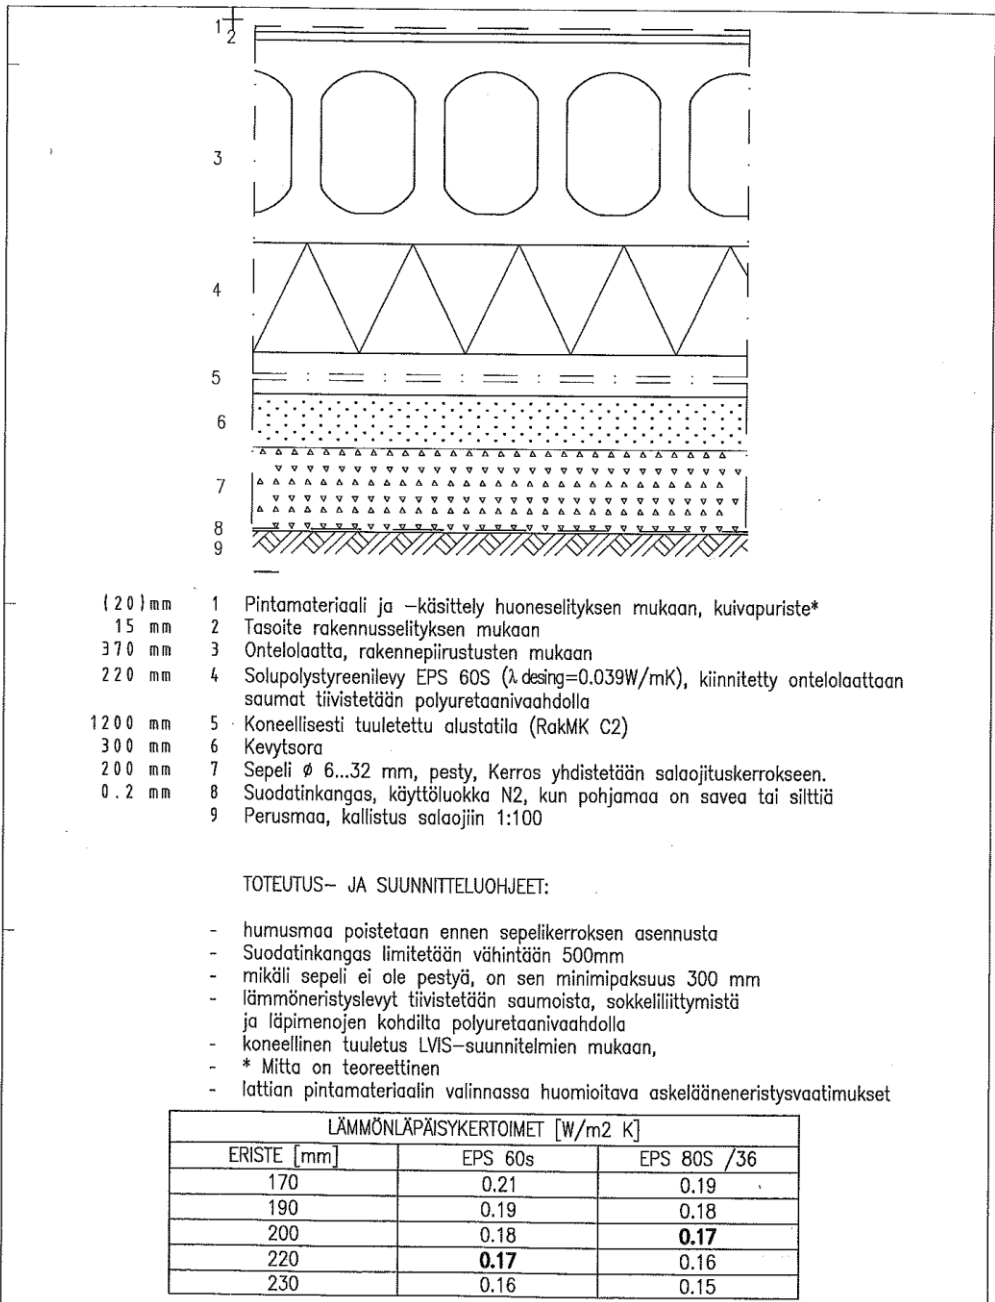 1
2
3
4
5
6
7
8
9
(20)mm 1 Pintamateriaali ja -käsittely huoneselityksen mukaan, kuivapuriste*
15 mm 2 Tasoite rakennusselityksen mukaan
370 mm 3 Ontelolaatta, rakennepiirustusten mukaan
220 mm 4 Solupolystyreenilevy EPS 60S (λ desing=0.039W/mK), kiinnitetty ontelolaattaan
saumat tiivistetään polyuretaanivaahdolla
1200 mm 5 Koneellisesti tuuletettu alustatila (RakMK C2)
300 mm 6 Kevytsora
200 mm 7 Sepeli ø 6...32 mm, pesty, Kerros yhdistetään salaojituskerrokseen.
0.2 mm 8 Suodatinkangas, käyttöluokka N2, kun pohjamaa on savea tai silttiä
9 Perusmaa, kallistus salaojiin 1:100
TOTEUTUS- JA SUUNNITTELUOHJEET:
- humusmaa poistetaan ennen sepelikerroksen asennusta
- Suodatinkangas limitetään vähintään 500mm
- mikäli sepeli ei ole pestyä, on sen minimipaksuus 300 mm
- lämmöneristyslevyt tiivistetään saumoista, sokkeliliittymistä
ja läpimenojen kohdilta polyuretaanivaahdolla
- koneellinen tuuletus LVIS-suunnitelmien mukaan,
- * Mitta on teoreettinen
- lattian pintamateriaalin valinnassa huomioitava askelääneneristysvaatimukset
LÄMMÖNLÄPÄISYKERTOIMET [W/m2 K]
ERISTE [mm] EPS 60s EPS 80S /36
170 0.21 0.19
190 0.19 0.18
200 0.18 0.17
220 0.17 0.16
230 0.16 0.15